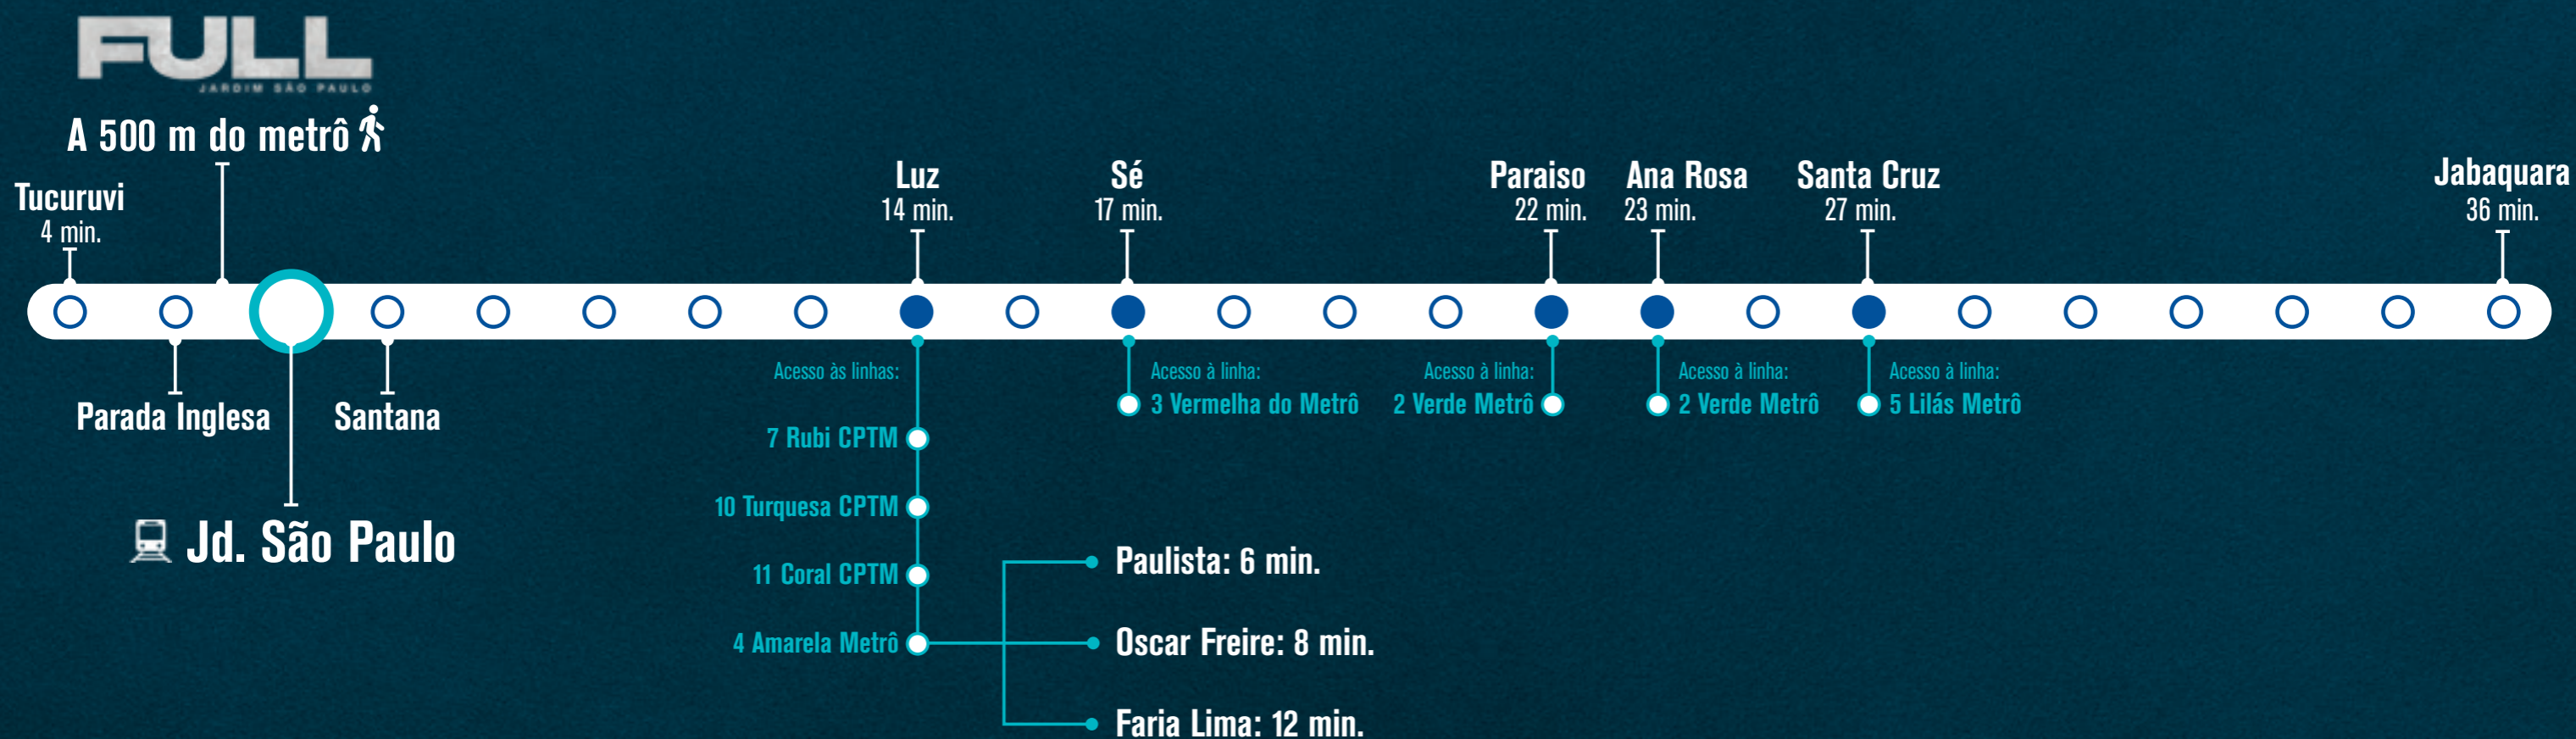 FULL
JARDIM SÃO PAULO
A 500 m do metrô
Tucuruvi
4 min.
Luz
14 min.
Sé
17 min.
Paraiso
22 min.
Ana Rosa
23 min.
Santa Cruz
27 min.
Jabaquara
36 min.
Parada Inglesa
Santana
Jd. São Paulo
Acesso às linhas:
7 Rubi CPTM
10 Turquesa CPTM
11 Coral CPTM
4 Amarela Metrô
Paulista: 6 min.
Oscar Freire: 8 min.
Faria Lima: 12 min.
Acesso à linha:
3 Vermelha do Metrô
Acesso à linha:
2 Verde Metrô
Acesso à linha:
2 Verde Metrô
Acesso à linha:
5 Lilás Metrô